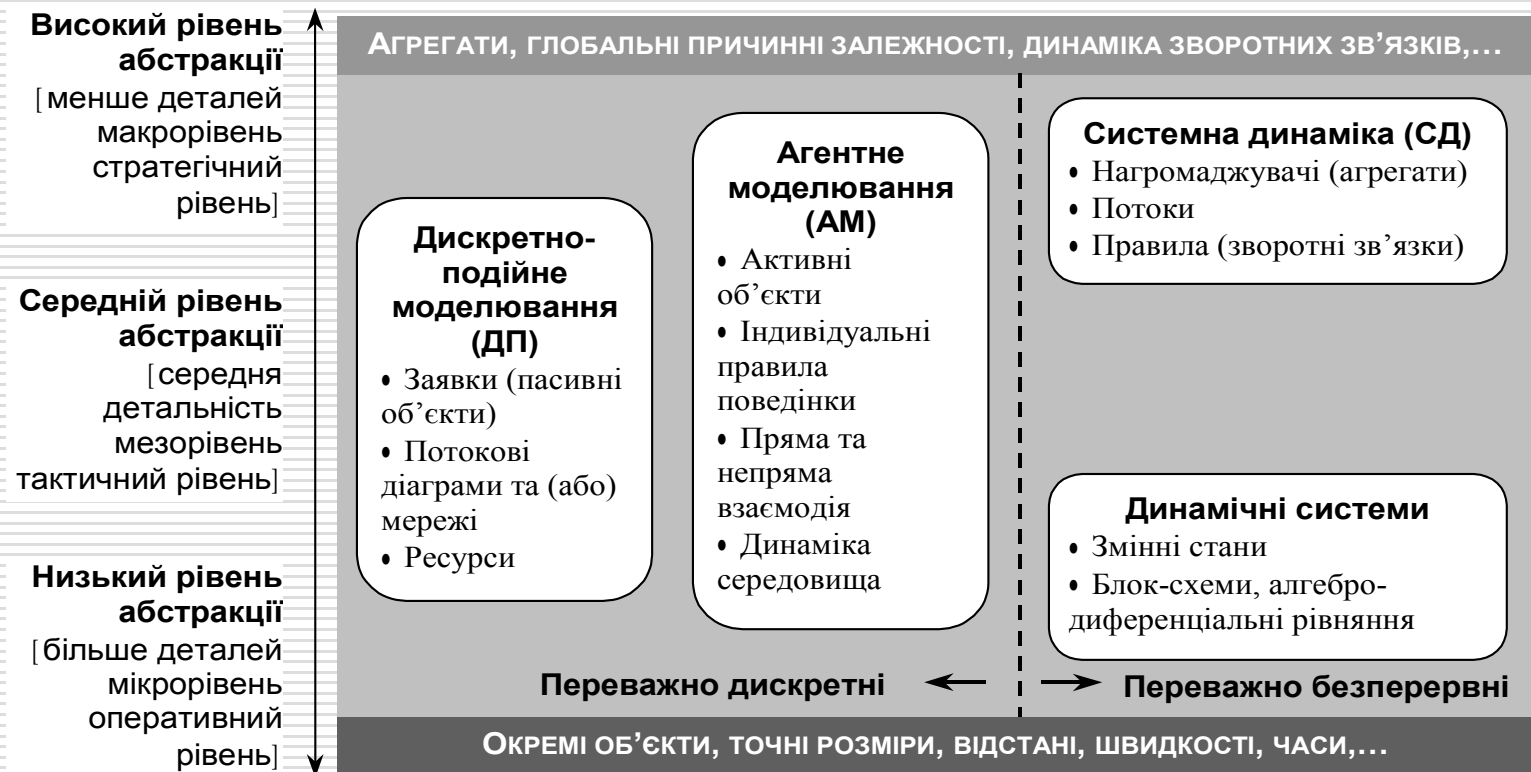 Високий рівень
абстракції
[менше деталей
макрорівень
стратегічний
рівень]
Середній рівень
абстракції
[середня
детальність
мезорівень
тактичний рівень]
Низький рівень
абстракції
[більше деталей
мікрорівень
оперативний
рівень]
АГРЕГАТИ, ГЛОБАЛЬНІ ПРИЧИННІ ЗАЛЕЖНОСТІ, ДИНАМІКА ЗВОРОТНИХ ЗВ’ЯЗКІВ,…
Дискретно-
подійне
моделювання
(ДП)
• Заявки (пасивні
об’єкти)
• Потокові
діаграми та (або)
мережі
• Ресурси
Агентне
моделювання
(АМ)
• Активні
об’єкти
• Індивідуальні
правила
поведінки
• Пряма та
непряма
взаємодія
• Динаміка
середовища
Системна динаміка (СД)
• Нагромаджувачі (агрегати)
• Потоки
• Правила (зворотні зв’язки)
Динамічні системи
• Змінні стани
• Блок-схеми, алгебро-
диференціальні рівняння
Переважно дискретні
Переважно безперервні
ОКРЕМІ ОБ’ЄКТИ, ТОЧНІ РОЗМІРИ, ВІДСТАНІ, ШВИДКОСТІ, ЧАСИ,…